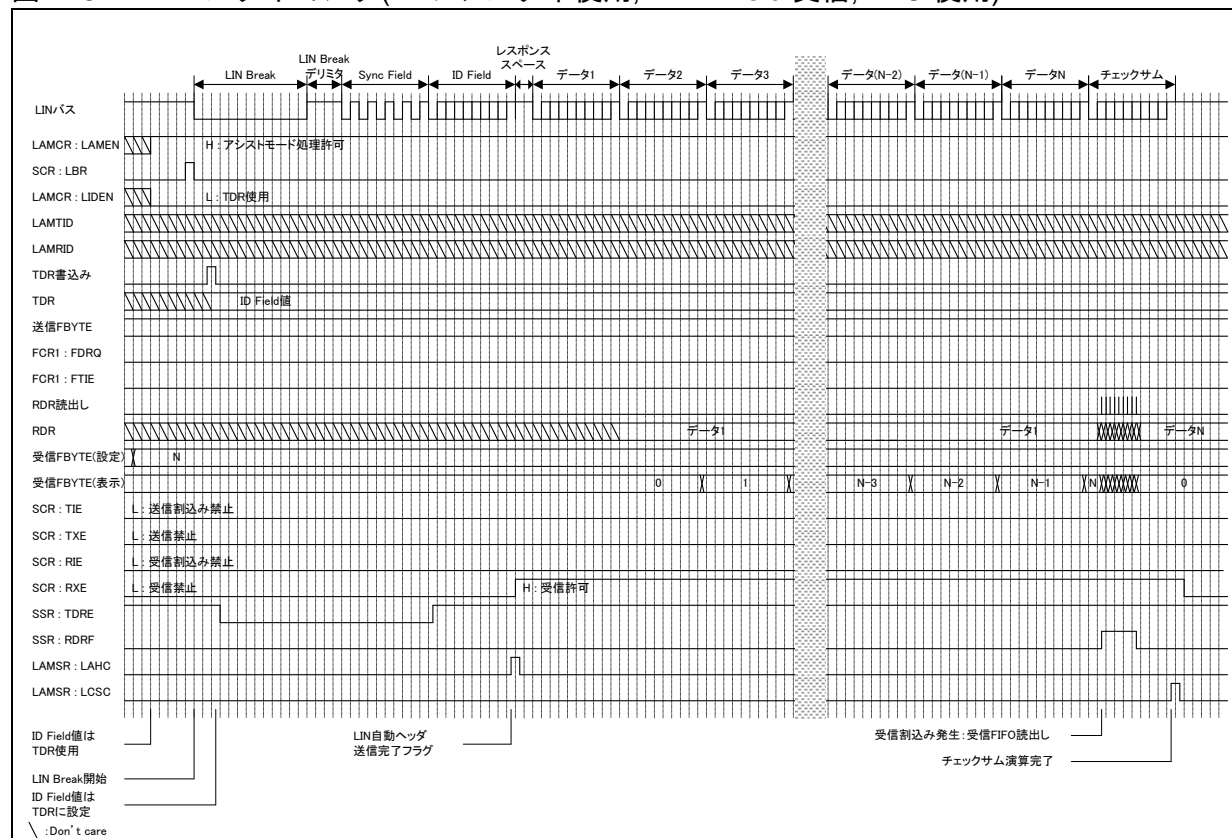 LIN Break
LIN Break
デリミタ
Sync Field
ID Field
レスポンス
スペース
データ1
データ2
データ3
データ(N-2)
データ(N-1)
データN
チェックサム
LINバス
LAMCR : LAMEN
H : アシストモード処理許可
SCR : LBR
LAMCR : LIDEN
L : TDR使用
LAMTID
LAMRID
TDR書込み
TDR
ID Field値
送信FBYTE
FCR1 : FDRQ
FCR1 : FTIE
RDR読出し
RDR
データ1
データ1
データN
受信FBYTE(設定)
N
受信FBYTE(表示)
0
1
N-3
N-2
N-1
N
0
SCR : TIE
L : 送信割込み禁止
SCR : TXE
L : 送信禁止
SCR : RIE
L : 受信割込み禁止
SCR : RXE
L : 受信禁止
H : 受信許可
SSR : TDRE
SSR : RDRF
LAMSR : LAHC
LAMSR : LCSC
ID Field値は
TDR使用
LIN自動ヘッダ
送信完了フラグ
受信割込み発生 : 受信FIFO読出し
チェックサム演算完了
LIN Break開始
ID Field値は
TDRに設定
\ :Don't care